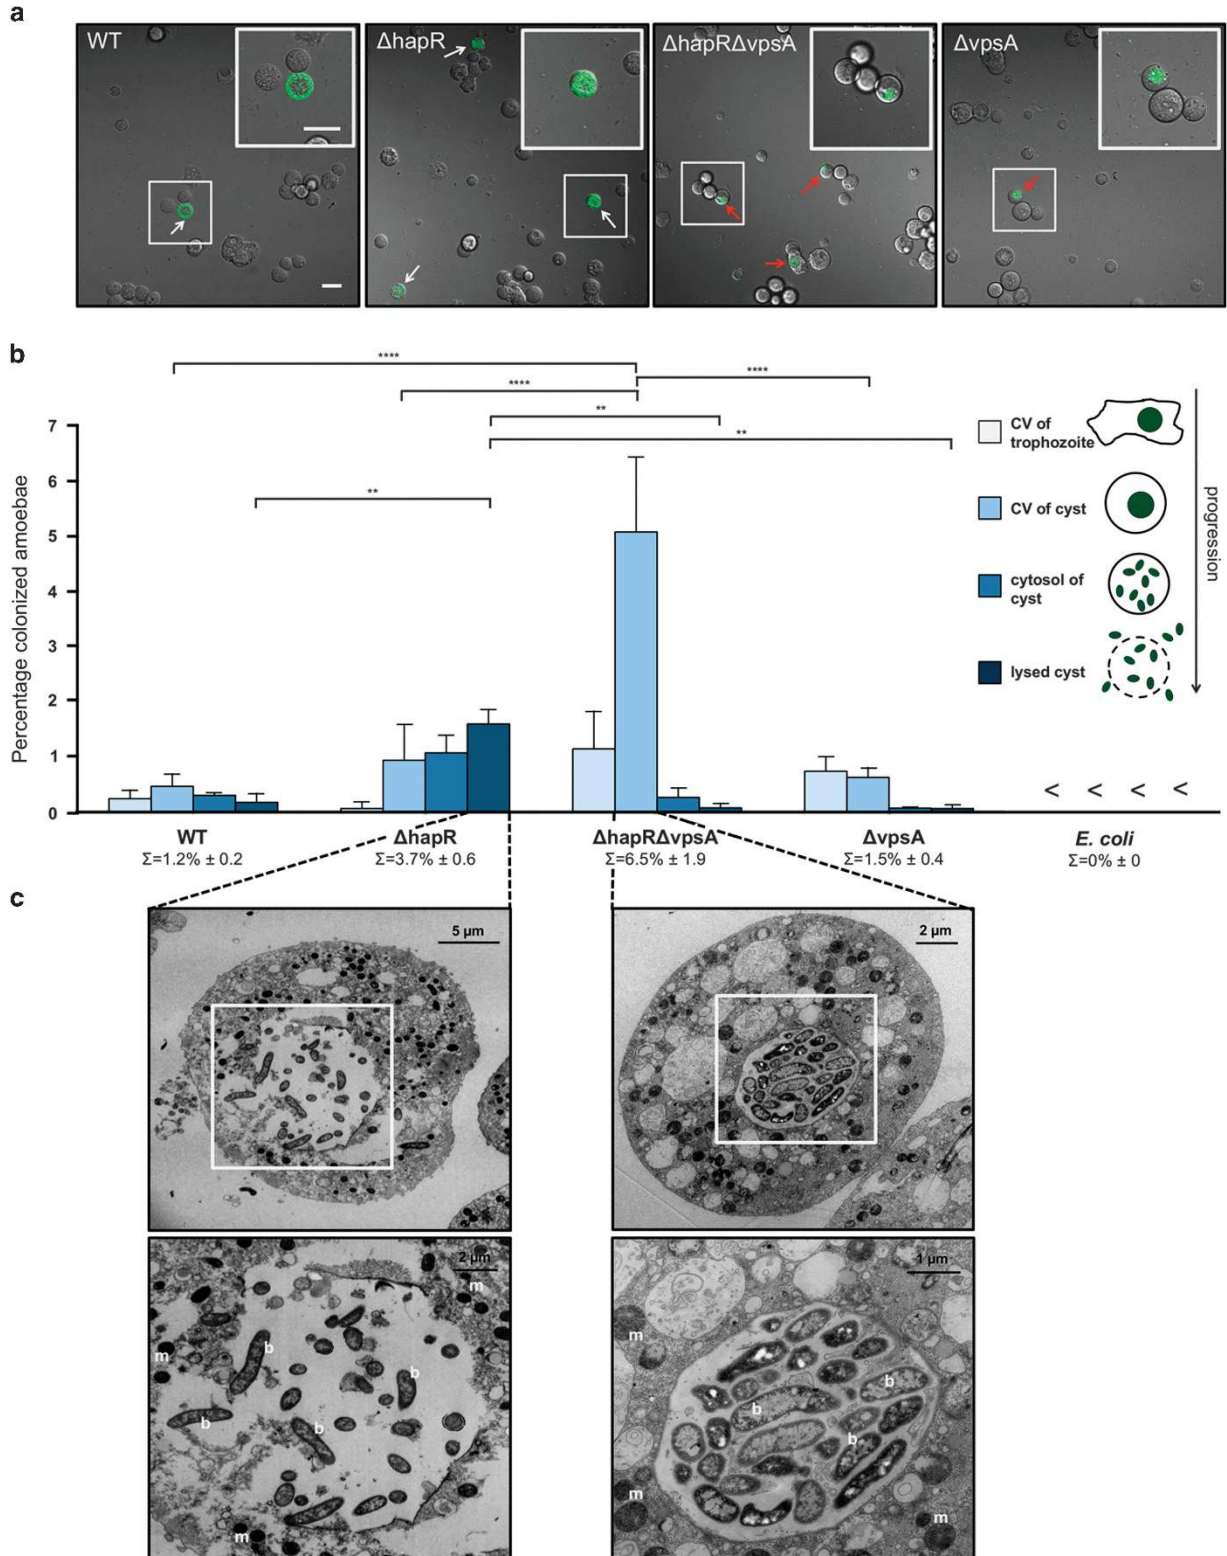 a
WT
ΔhapR
ΔhapRΔvpsA
ΔvpsA
b
****
****
****
**
**
**
Percentage colonized amoebae
7
6
5
4
3
2
1
0
CV of
trophozoite
CV of cyst
cytosol of
cyst
lysed cyst
progression
< < < <
WT
Σ=1.2% ± 0.2
ΔhapR
Σ=3.7% ± 0.6
ΔhapRΔvpsA
Σ=6.5% ± 1.9
ΔvpsA
Σ=1.5% ± 0.4
E. coli
Σ=0% ± 0
c
5 µm
2 µm
2 µm
m
m
b
b
b
b
m
1 µm
m
b
b
b
m
m